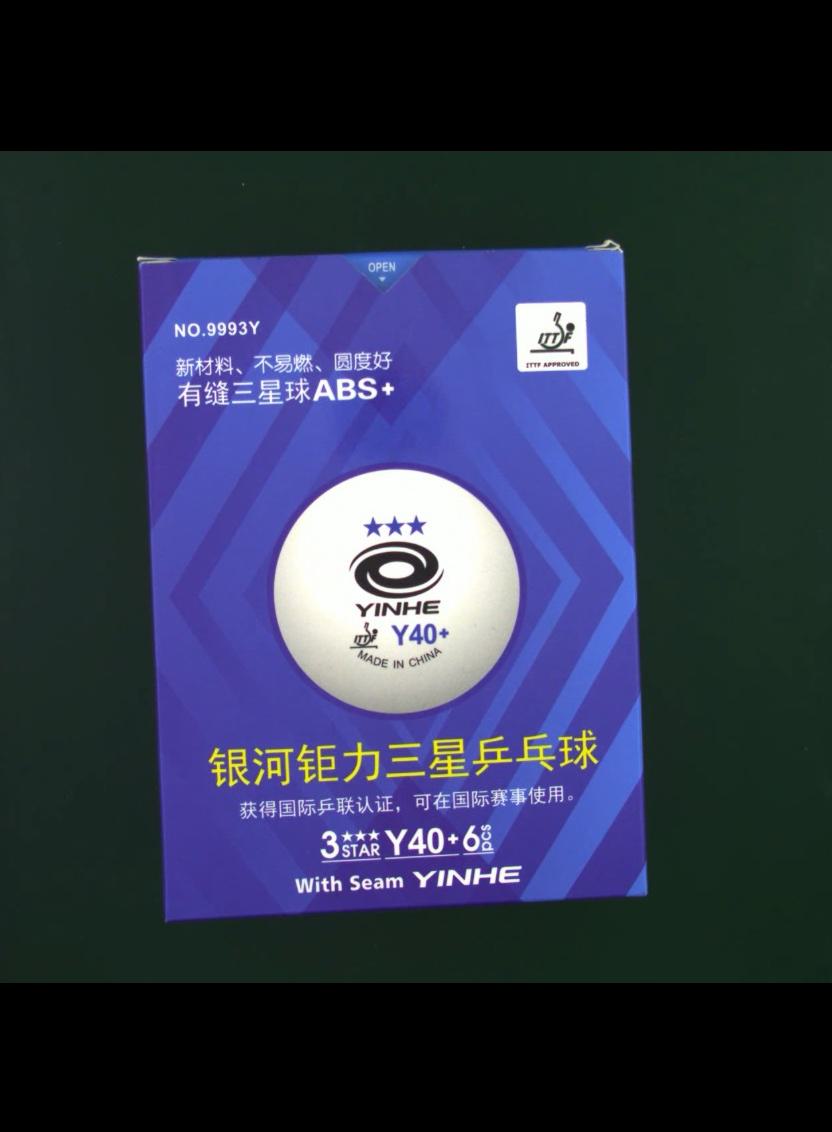 OPEN
NO.9993Y
ITTF
ITTF APPROVED
新材料、不易燃、圆度好
有缝三星球ABS+
YINHE
ITTF Y40+
MADE IN CHINA
银河钜力三星乒乓球
获得国际乒联认证，可在国际赛事使用。
3 STAR Y40+ 6 pcs
With Seam YINHE